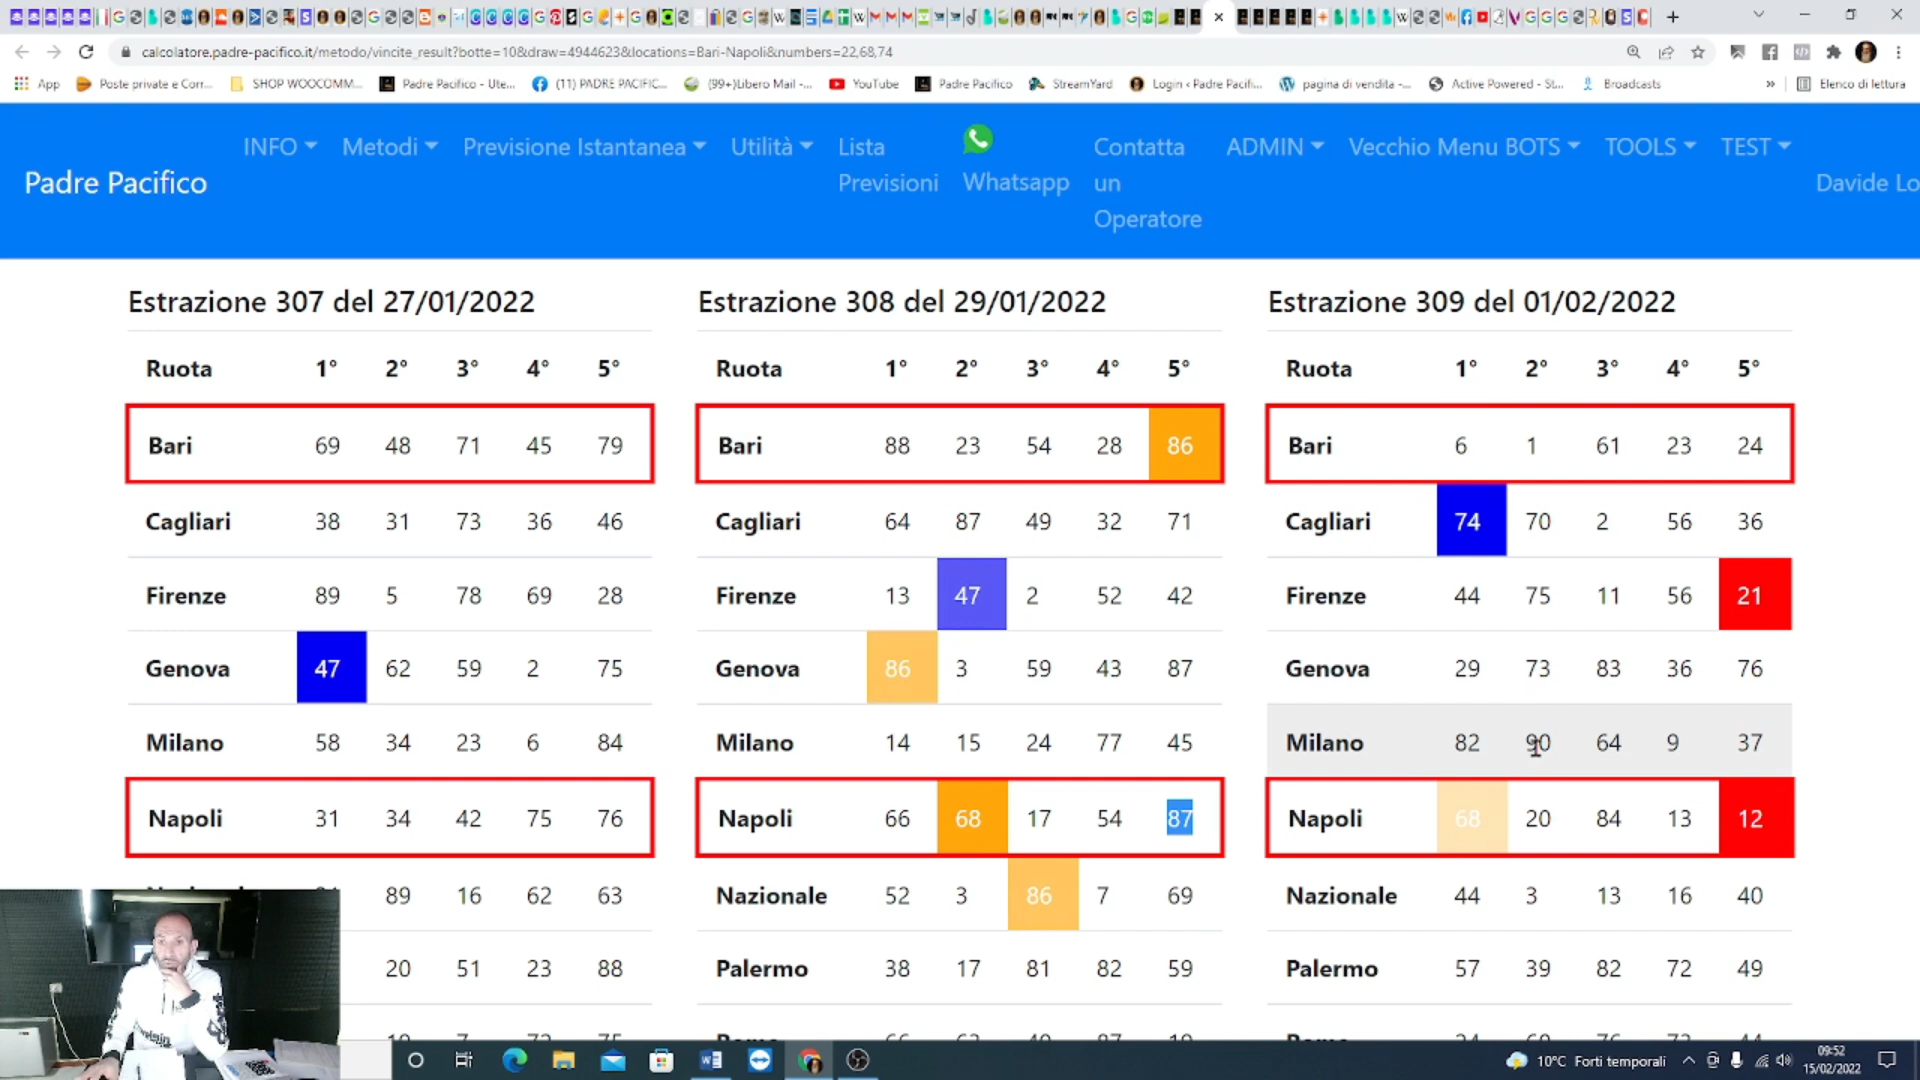 calcolatore.padre-pacifico.it/metodo/vincite_result?botte=10&draw=4944623&locations=Bari-Napoli&numbers=22,68,74
App Poste private e Corr... SHOP WOOCOMM... Padre Pacifico - Ute... (11) PADRE PACIFIC... (99+)Libero Mail -... YouTube Padre Pacifico StreamYard Login ‹ Padre Pacifi... pagina di vendita -... Active Powered - St... Broadcasts » Elenco di lettura
Padre Pacifico INFO Metodi Previsione Istantanea Utilità Lista Previsioni Whatsapp Contatta un Operatore ADMIN Vecchio Menu BOTS TOOLS TEST Davide Lo
Estrazione 307 del 27/01/2022
Ruota 1° 2° 3° 4° 5°
Bari 69 48 71 45 79
Cagliari 38 31 73 36 46
Firenze 89 5 78 69 28
Genova 47 62 59 2 75
Milano 58 34 23 6 84
Napoli 31 34 42 75 76
89 16 62 63
20 51 23 88
Estrazione 308 del 29/01/2022
Ruota 1° 2° 3° 4° 5°
Bari 88 23 54 28 86
Cagliari 64 87 49 32 71
Firenze 13 47 2 52 42
Genova 86 3 59 43 87
Milano 14 15 24 77 45
Napoli 66 68 17 54 87
Nazionale 52 3 86 7 69
Palermo 38 17 81 82 59
Estrazione 309 del 01/02/2022
Ruota 1° 2° 3° 4° 5°
Bari 6 1 61 23 24
Cagliari 74 70 2 56 36
Firenze 44 75 11 56 21
Genova 29 73 83 36 76
Milano 82 90 64 9 37
Napoli 68 20 84 13 12
Nazionale 44 3 13 16 40
Palermo 57 39 82 72 49
10°C Forti temporali
09:52
15/02/2022